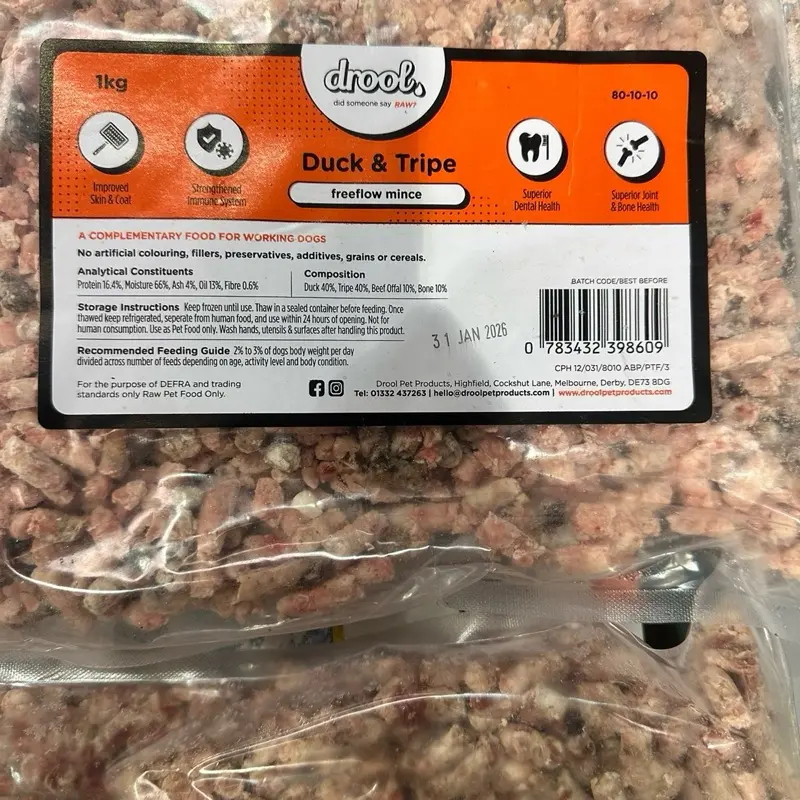 1kg
drool.
did someone say RAW?
80-10-10
Improved
Skin & Coat
Strengthened
Immune System
Duck & Tripe
freeflow mince
Superior
Dental Health
Superior Joint
& Bone Health
A COMPLEMENTARY FOOD FOR WORKING DOGS
No artificial colouring, fillers, preservatives, additives, grains or cereals.
Analytical Constituents
Protein 16.4%, Moisture 66%, Ash 4%, Oil 13%, Fibre 0.6%
Composition
Duck 40%, Tripe 40%, Beef Offal 10%, Bone 10%
Storage Instructions Keep frozen until use. Thaw in a sealed container before feeding. Once
thawed keep refrigerated, seperate from human food, and use within 24 hours of opening. Not for
human consumption. Use as Pet Food only. Wash hands, utensils & surfaces after handling this product.
Recommended Feeding Guide 2% to 3% of dogs body weight per day
divided across number of feeds depending on age, activity level and body condition.
BATCH CODE/BEST BEFORE
31 JAN 2026
0 783432 398609
CPH 12/031/8010 ABP/PTF/3
For the purpose of DEFRA and trading
standards only Raw Pet Food Only.
Drool Pet Products, Highfield, Cockshut Lane, Melbourne, Derby, DE73 8DG
Tel: 01332 437263 | hello@droolpetproducts.com | www.droolpetproducts.com